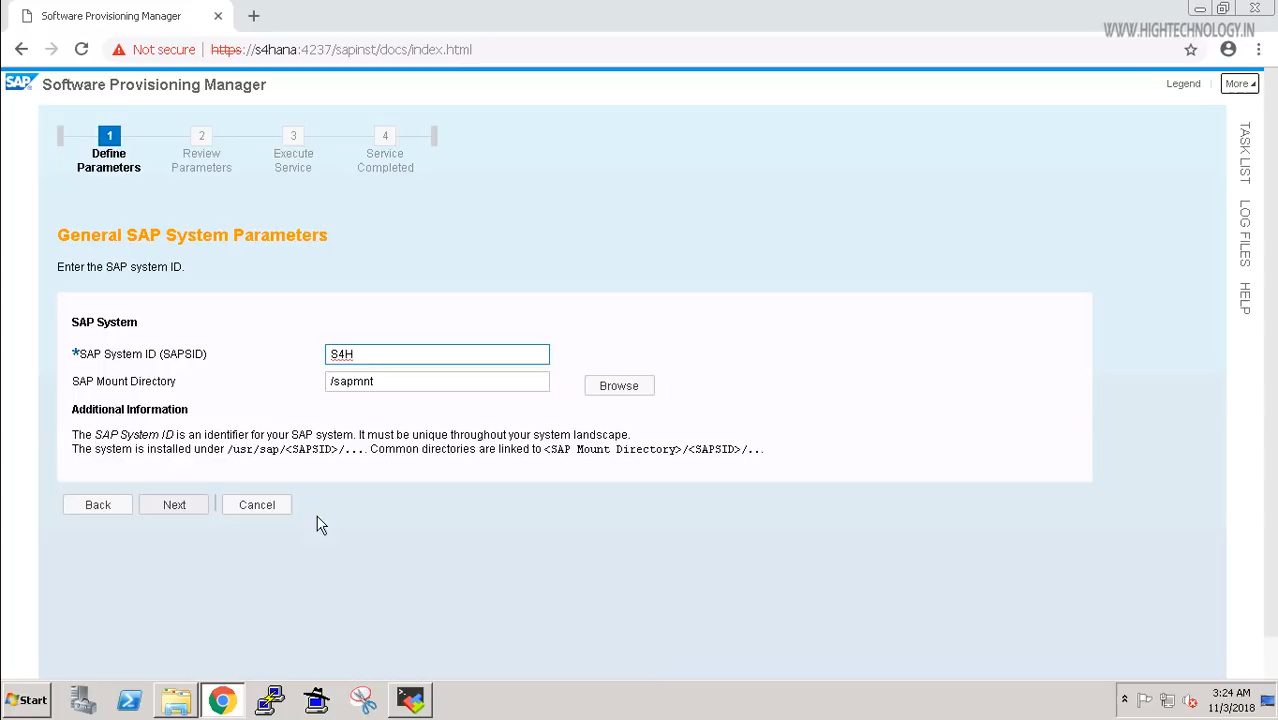 Software Provisioning Manager
WWW.HIGHTECHNOLOGY.IN
Not secure https://s4hana:4237/sapinst/docs/index.html
SAP Software Provisioning Manager
Legend
More
1
Define
Parameters
2
Review
Parameters
3
Execute
Service
4
Service
Completed
TASK LIST
LOG FILES
HELP
General SAP System Parameters
Enter the SAP system ID.
SAP System
*SAP System ID (SAPSID) S4H
SAP Mount Directory /sapmnt Browse
Additional Information
The SAP System ID is an identifier for your SAP system. It must be unique throughout your system landscape.
The system is installed under /usr/sap/<SAPSID>/.... Common directories are linked to <SAP Mount Directory>/<SAPSID>/...
Back Next Cancel
Start
3:24 AM
11/3/2018